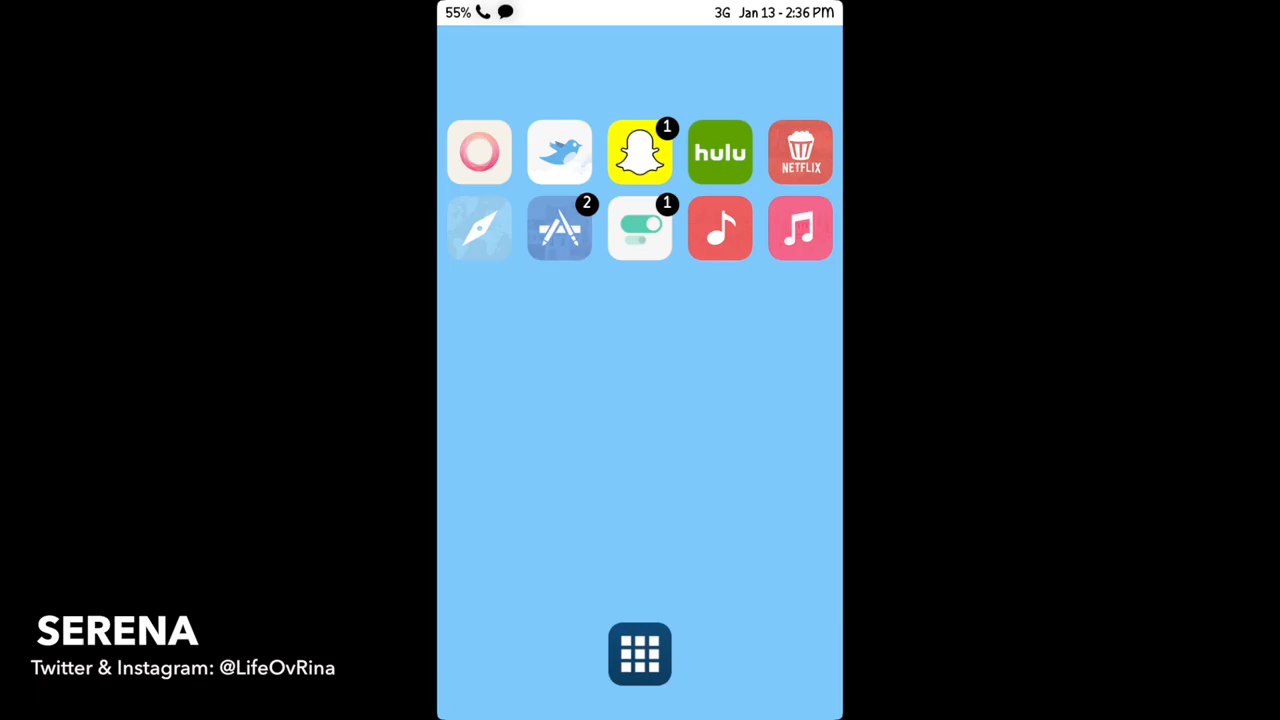 55% 3G Jan 13 - 2:36 PM
1
hulu
NETFLIX
2 1
SERENA
Twitter & Instagram: @LifeOvRina